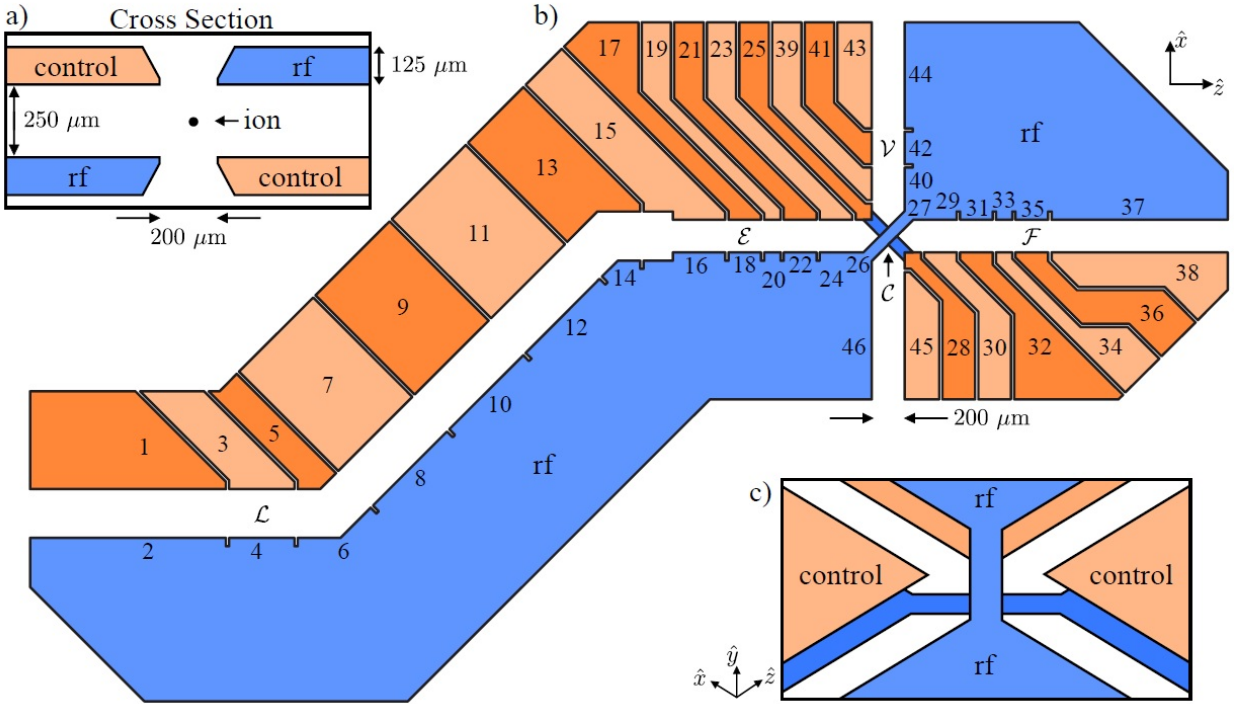 a)
Cross Section
control
rf
125 μm
250 μm
ion
rf
control
200 μm
b)
17
19
21
23
25
39
41
43
44
x̂
ẑ
rf
15
13
42
𝒱
40
11
27
29
31
33
35
37
ℰ
ℱ
9
14
16
18
20
22
24
26
𝒞
38
12
36
7
46
45
28
30
32
34
10
200 μm
5
3
1
8
rf
ℒ
2
4
6
c)
rf
control
control
ŷ
x̂
ẑ
rf